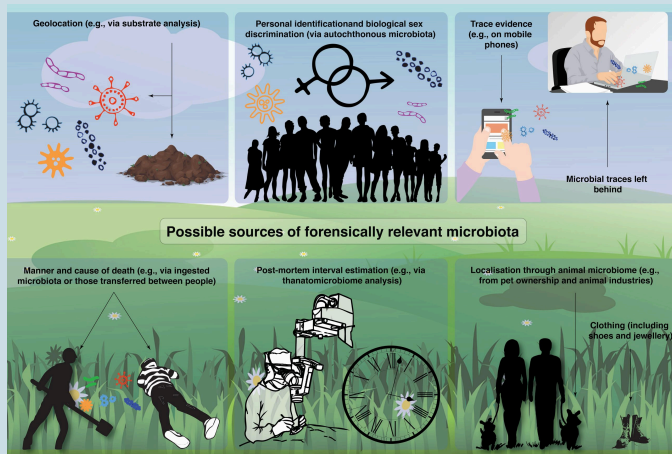 Geolocation (e.g., via substrate analysis)
Personal identificationand biological sex
discrimination (via autochthonous microbiota)
Trace evidence
(e.g., on mobile
phones)
Microbial traces left
behind
Possible sources of forensically relevant microbiota
Manner and cause of death (e.g., via ingested
microbiota or those transferred between people)
Post-mortem interval estimation (e.g., via
thanatomicrobiome analysis)
Localisation through animal microbiome (e.g.,
from pet ownership and animal industries)
Clothing (including
shoes and jewellery)